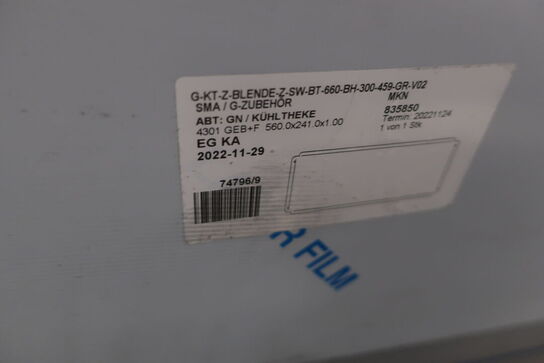 G-KT-Z-BLENDE-Z-SW-BT-660-BH-300-459-GR-V02
SMA / G-ZUBEHÖR MKN
ABT: GN / KÜHLTHEKE 835850
4301 GEB+F 560.0x241.0x1.00 Termin: 20221124
EG KA 1 von 1 Stk
2022-11-29
74796/9
R FILM